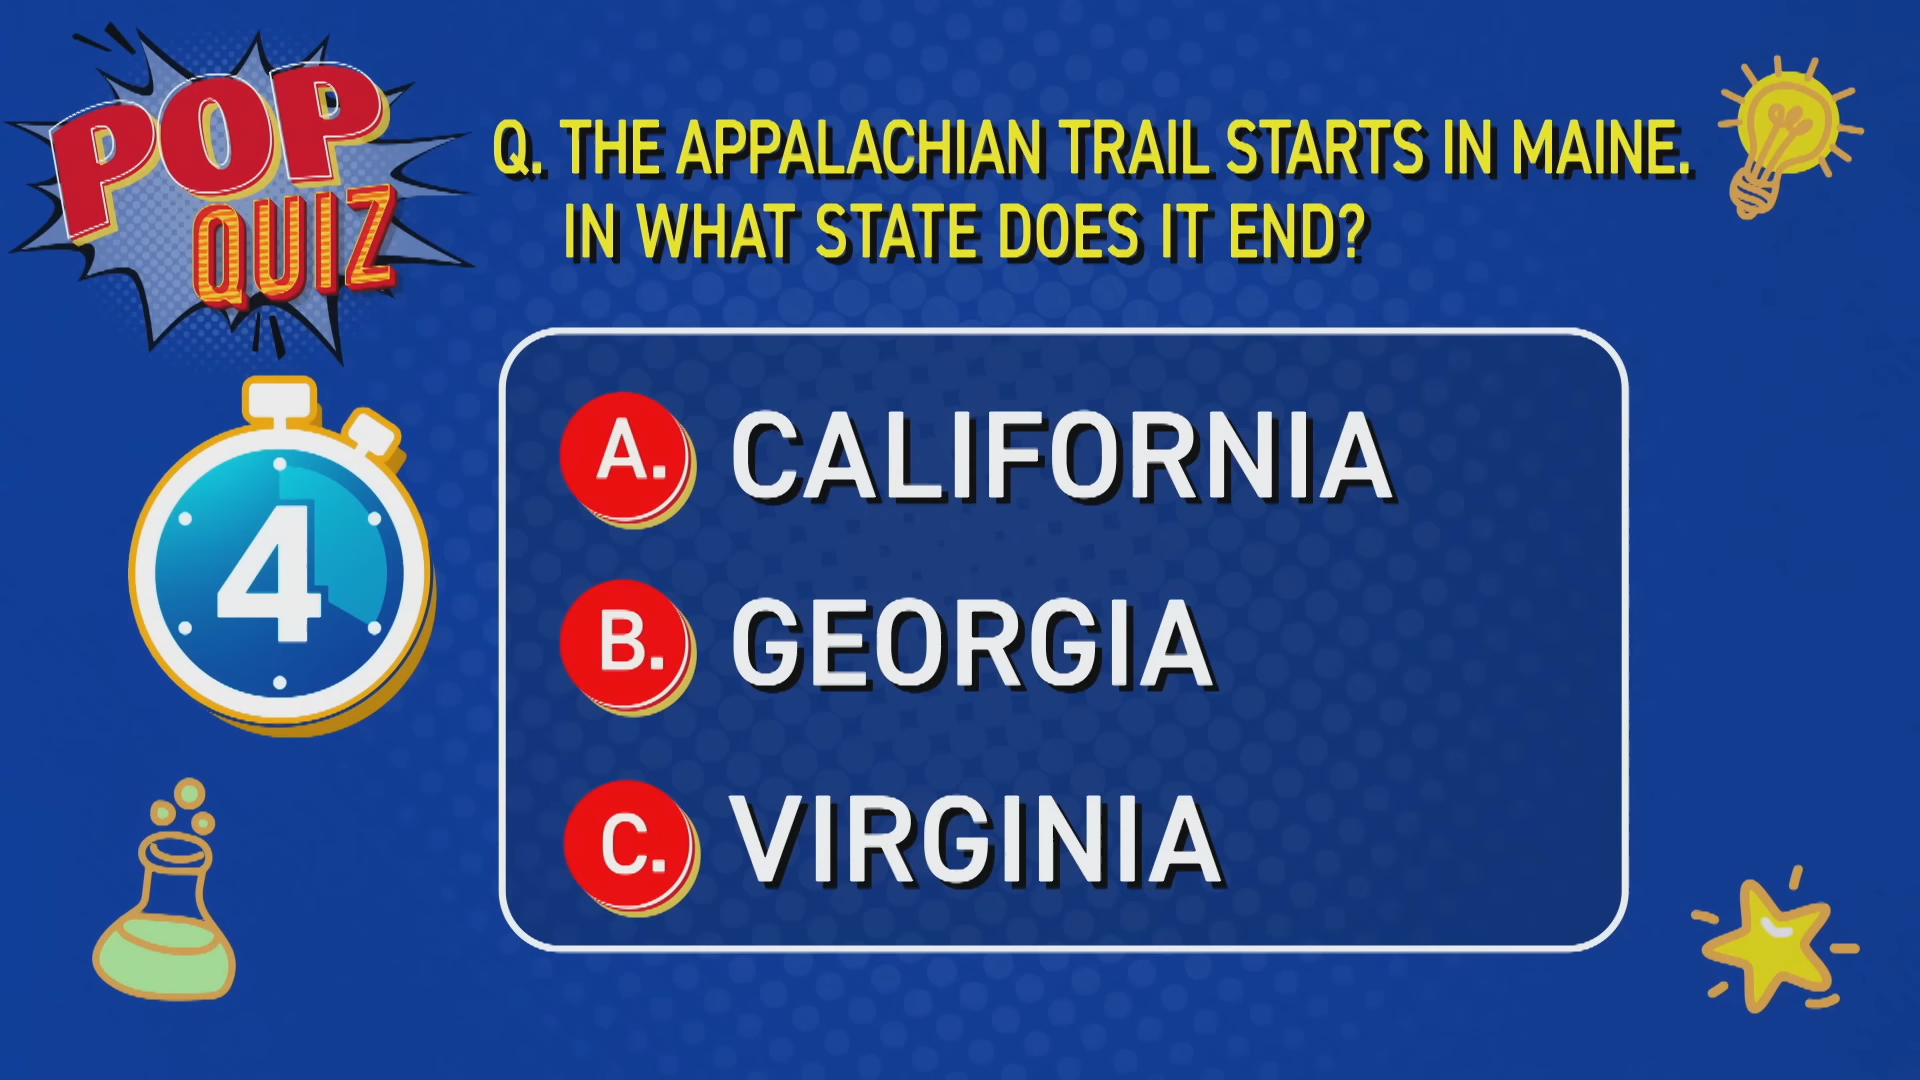 POP
QUIZ
Q. THE APPALACHIAN TRAIL STARTS IN MAINE.
IN WHAT STATE DOES IT END?
4
A. CALIFORNIA
B. GEORGIA
C. VIRGINIA